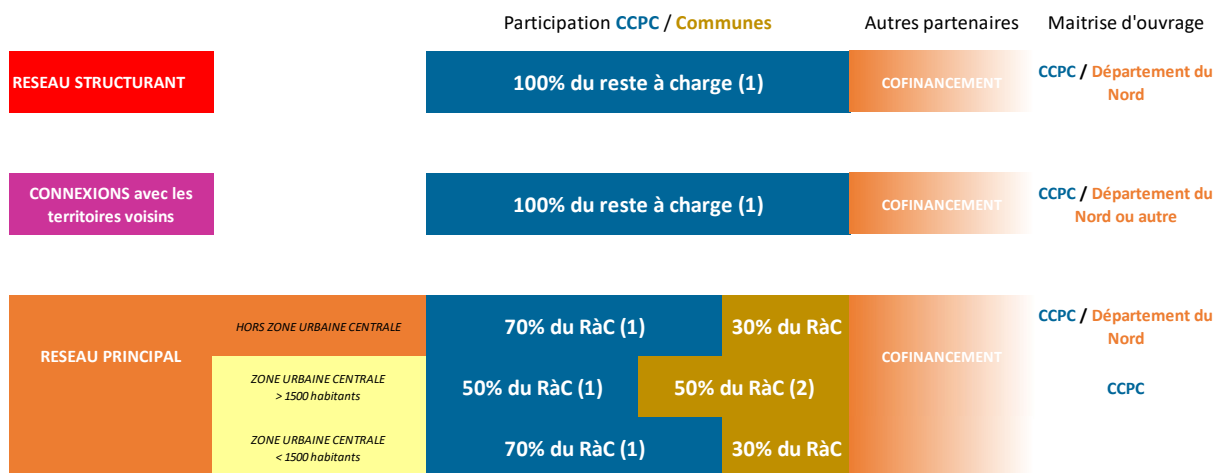 Participation CCPC / Communes
Autres partenaires
Maitrise d'ouvrage
RESEAU STRUCTURANT
100% du reste à charge (1)
COFINANCEMENT
CCPC / Département du
Nord
CONNEXIONS avec les
territoires voisins
100% du reste à charge (1)
COFINANCEMENT
CCPC / Département du
Nord ou autre
RESEAU PRINCIPAL
HORS ZONE URBAINE CENTRALE
70% du RàC (1)
30% du RàC
COFINANCEMENT
CCPC / Département du
Nord
ZONE URBAINE CENTRALE
> 1500 habitants
50% du RàC (1)
50% du RàC (2)
CCPC
ZONE URBAINE CENTRALE
< 1500 habitants
70% du RàC (1)
30% du RàC